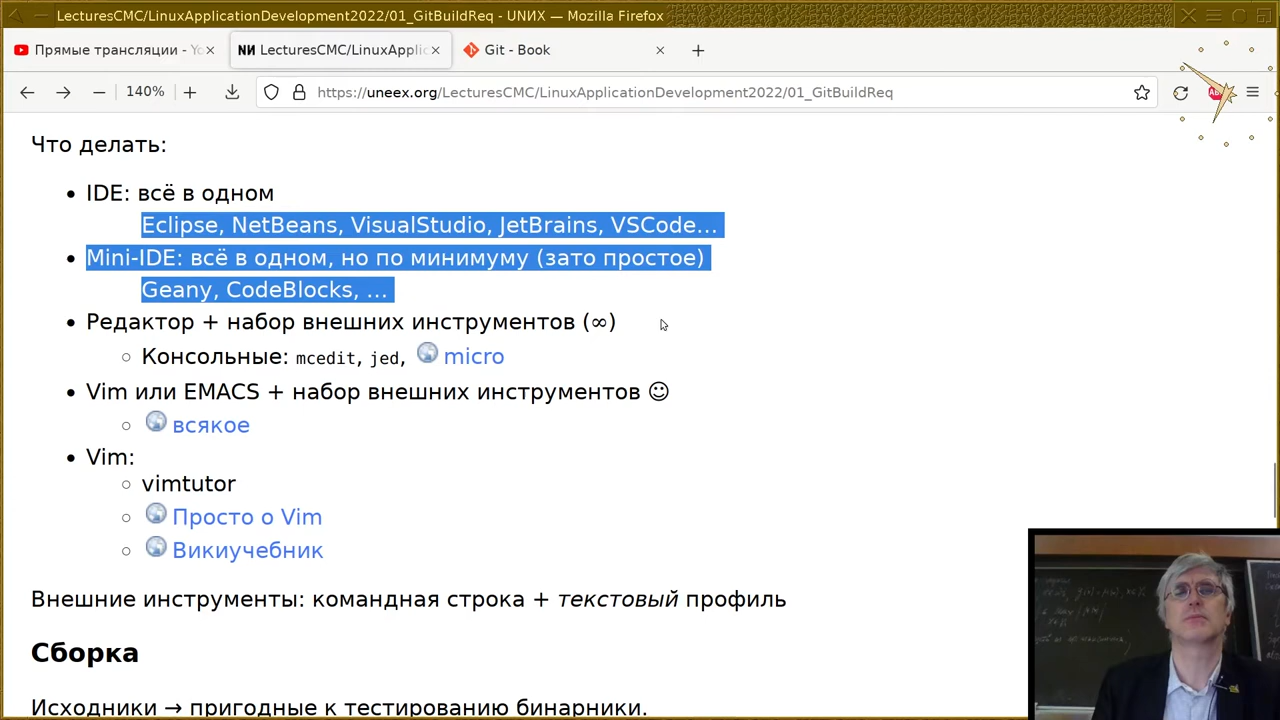 LecturesCMC/LinuxApplicationDevelopment2022/01_GitBuildReq - UNИX — Mozilla Firefox
Прямые трансляции - Yo
NИ LecturesCMC/LinuxApplic
Git - Book
140%
https://uneex.org/LecturesCMC/LinuxApplicationDevelopment2022/01_GitBuildReq
Что делать:
IDE: всё в одном
Eclipse, NetBeans, VisualStudio, JetBrains, VSCode…
Mini-IDE: всё в одном, но по минимуму (зато простое)
Geany, CodeBlocks, …
Редактор + набор внешних инструментов (∞)
Консольные: mcedit, jed, micro
Vim или EMACS + набор внешних инструментов ☺
всякое
Vim:
vimtutor
Просто о Vim
Викиучебник
Внешние инструменты: командная строка + текстовый профиль
Сборка
Исходники → пригодные к тестированию бинарники.